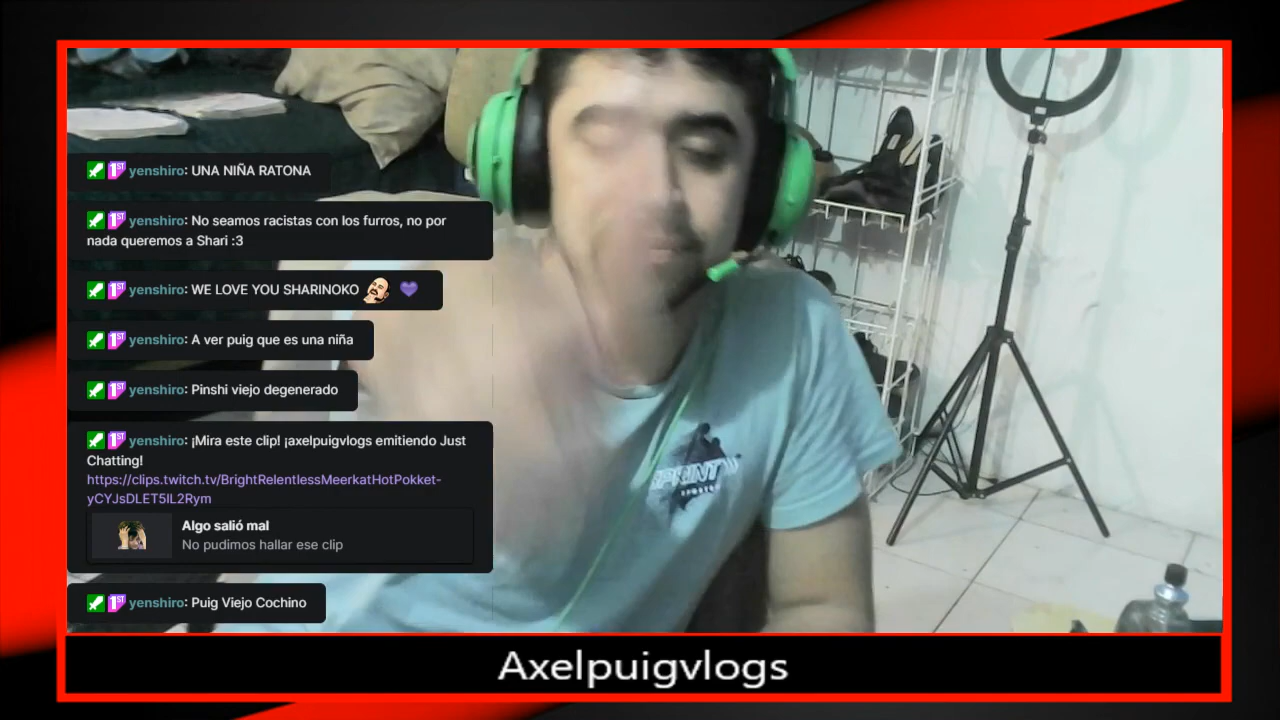 yenshiro: UNA NIÑA RATONA
yenshiro: No seamos racistas con los furros, no por
nada queremos a Shari :3
yenshiro: WE LOVE YOU SHARINOKO
yenshiro: A ver puig que es una niña
yenshiro: Pinshi viejo degenerado
yenshiro: ¡Mira este clip! ¡axelpuigvlogs emitiendo Just
Chatting!
https://clips.twitch.tv/BrightRelentlessMeerkatHotPokket-
yCYJsDLET5IL2Rym
Algo salió mal
No pudimos hallar ese clip
yenshiro: Puig Viejo Cochino
SPRINT
Axelpuigvlogs